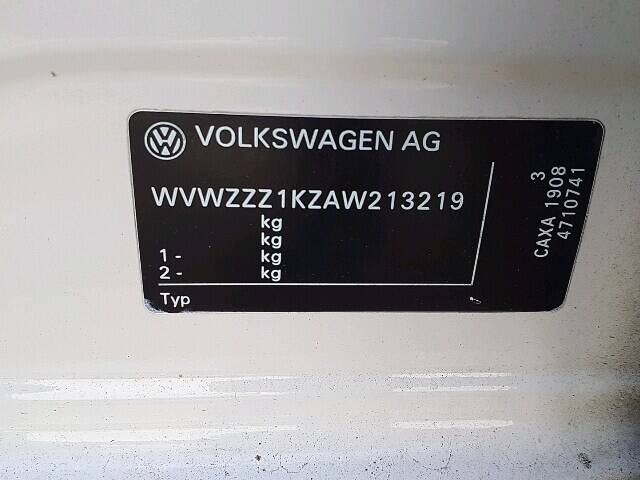 VOLKSWAGEN AG
WVWZZZ1KZAW213219
kg
kg
1 - kg
2 - kg
Typ
3
CAXA 1908
4710741